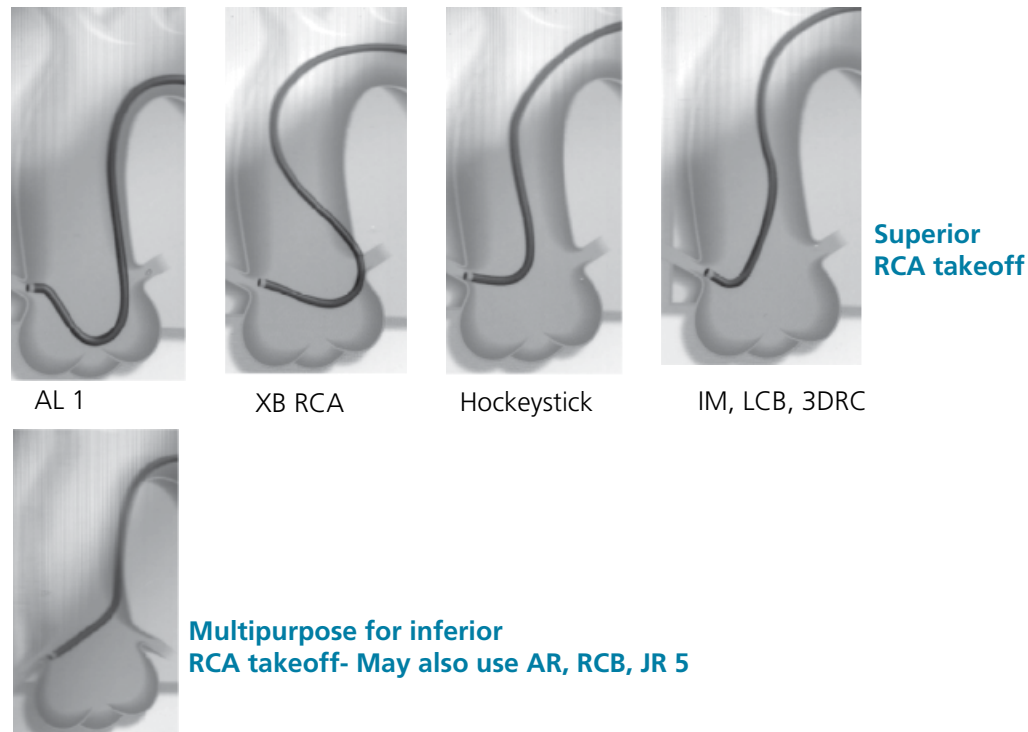 Superior
RCA takeoff
AL 1
XB RCA
Hockeystick
IM, LCB, 3DRC
Multipurpose for inferior
RCA takeoff- May also use AR, RCB, JR 5